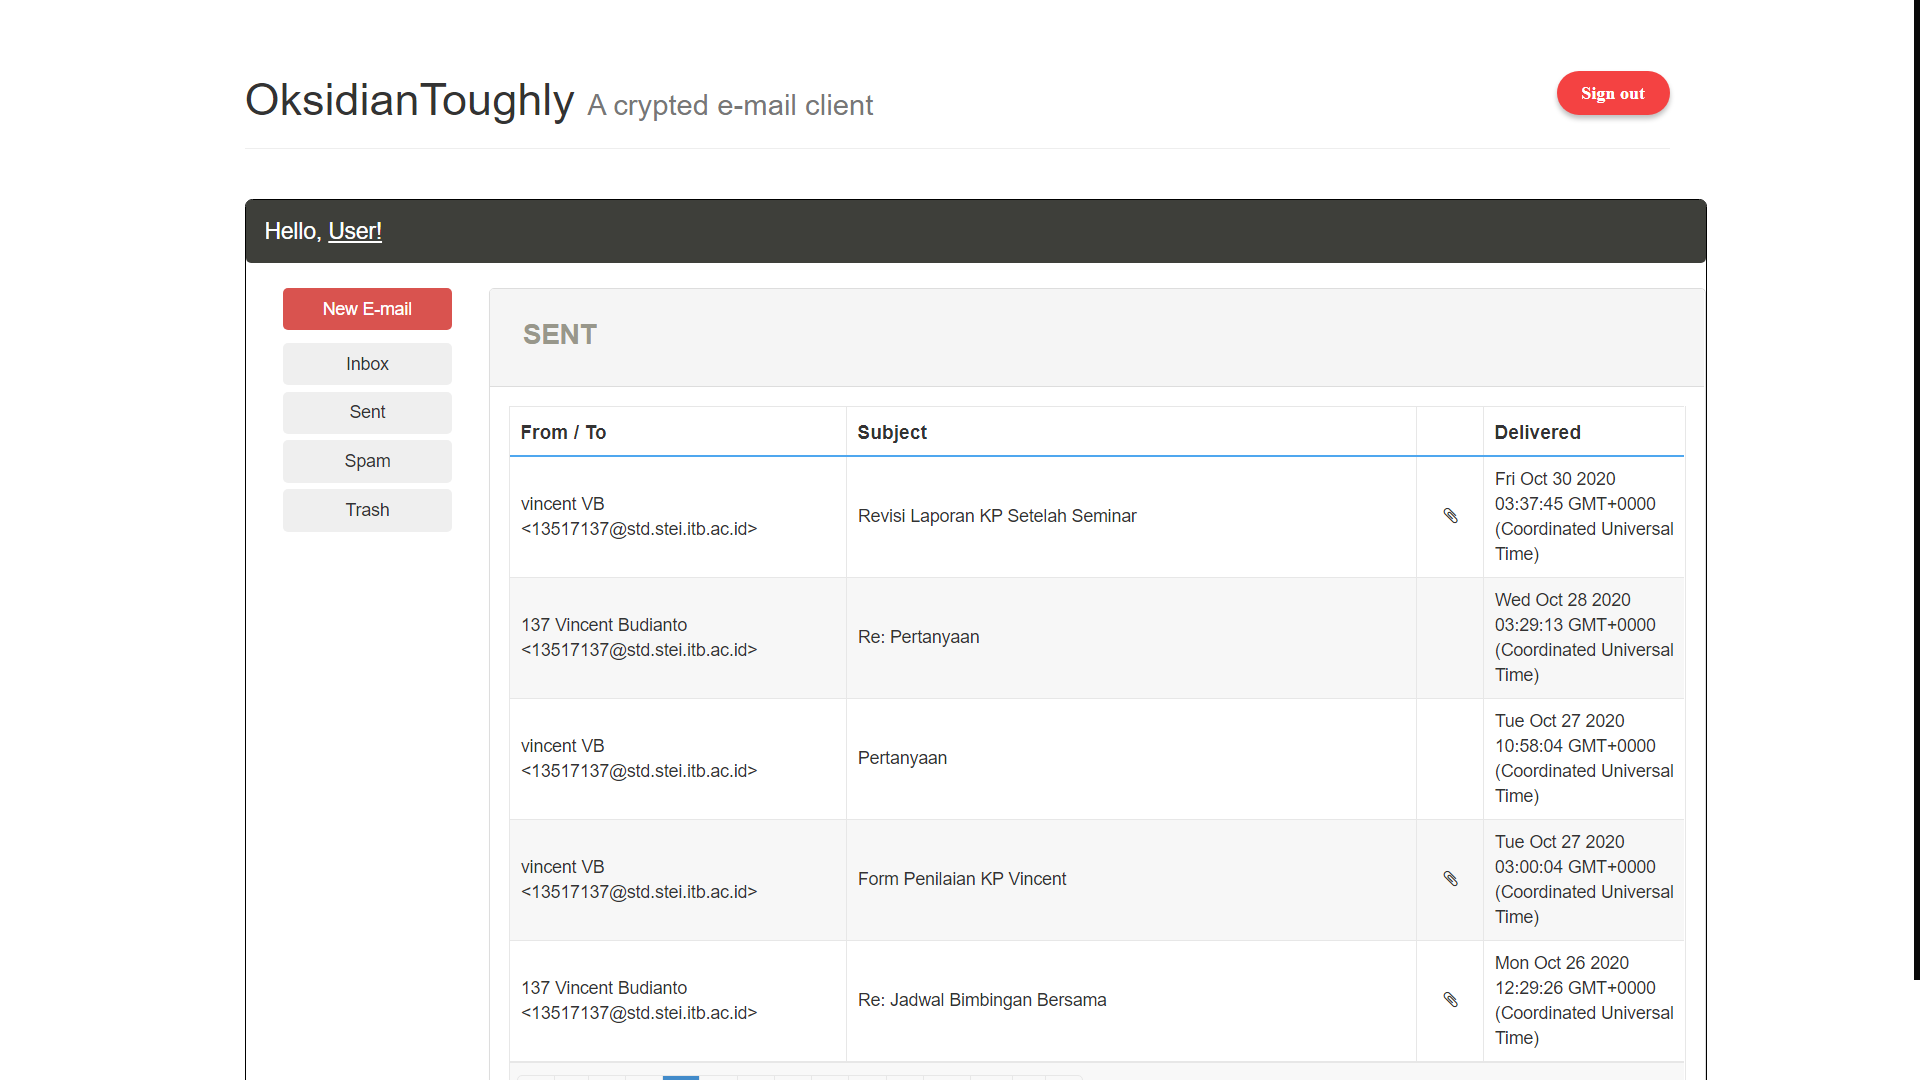 OksidianToughly A crypted e-mail client
Sign out
Hello, User!
New E-mail
Inbox
Sent
Spam
Trash
SENT
From / To
Subject
Delivered
vincent VB
<13517137@std.stei.itb.ac.id>
Revisi Laporan KP Setelah Seminar
Fri Oct 30 2020
03:37:45 GMT+0000
(Coordinated Universal
Time)
137 Vincent Budianto
<13517137@std.stei.itb.ac.id>
Re: Pertanyaan
Wed Oct 28 2020
03:29:13 GMT+0000
(Coordinated Universal
Time)
vincent VB
<13517137@std.stei.itb.ac.id>
Pertanyaan
Tue Oct 27 2020
10:58:04 GMT+0000
(Coordinated Universal
Time)
vincent VB
<13517137@std.stei.itb.ac.id>
Form Penilaian KP Vincent
Tue Oct 27 2020
03:00:04 GMT+0000
(Coordinated Universal
Time)
137 Vincent Budianto
<13517137@std.stei.itb.ac.id>
Re: Jadwal Bimbingan Bersama
Mon Oct 26 2020
12:29:26 GMT+0000
(Coordinated Universal
Time)